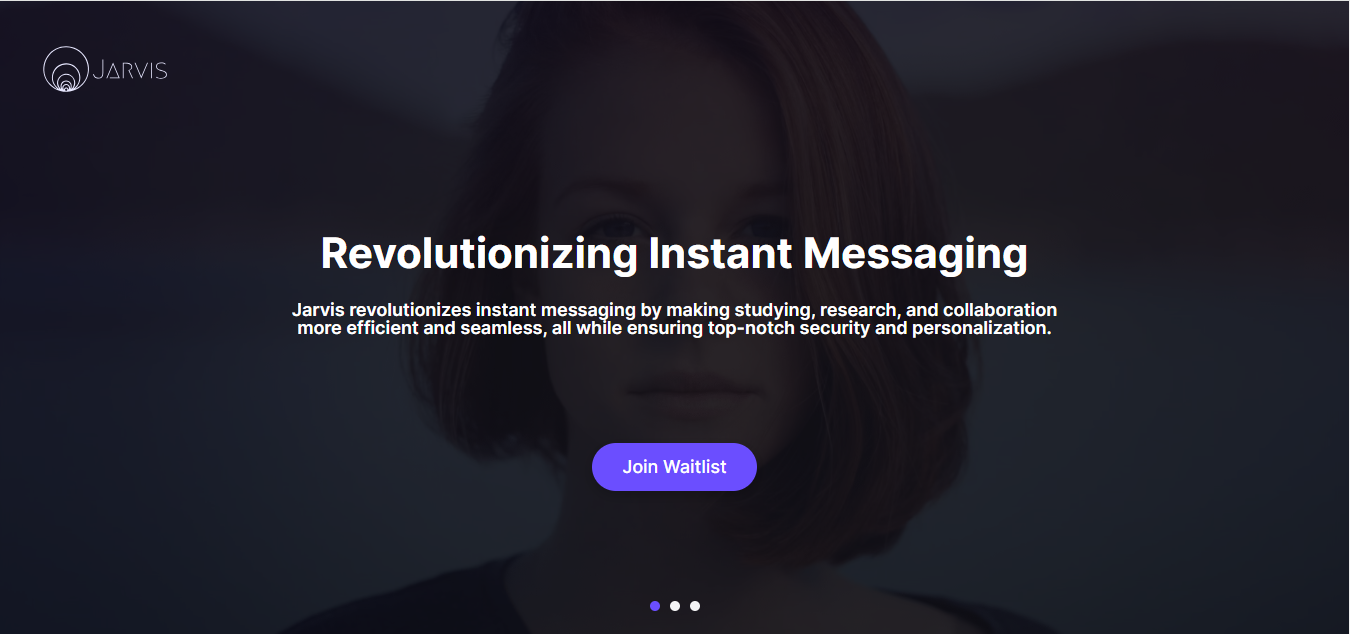 JARVIS
Revolutionizing Instant Messaging
Jarvis revolutionizes instant messaging by making studying, research, and collaboration
more efficient and seamless, all while ensuring top-notch security and personalization.
Join Waitlist